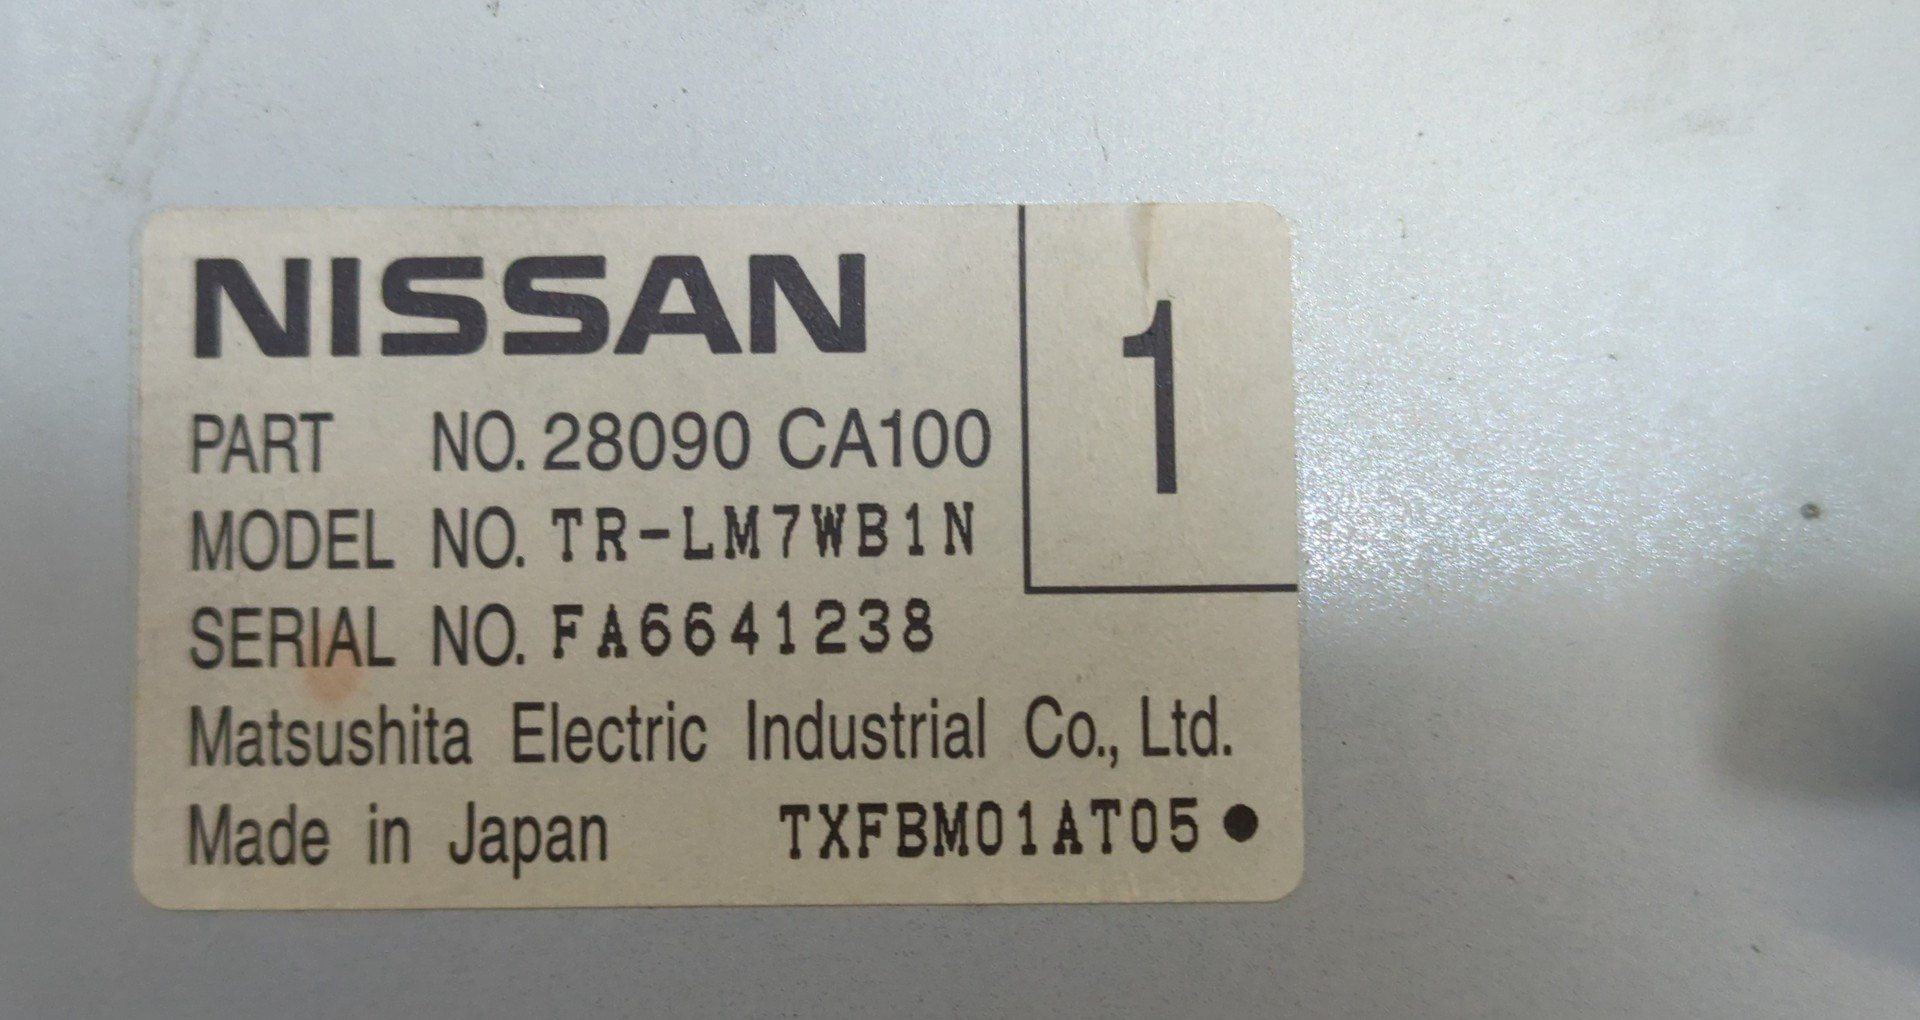 NISSAN
1
PART NO. 28090 CA100
MODEL NO. TR-LM7WB1N
SERIAL NO. FA6641238
Matsushita Electric Industrial Co., Ltd.
Made in Japan TXFBM01AT05●